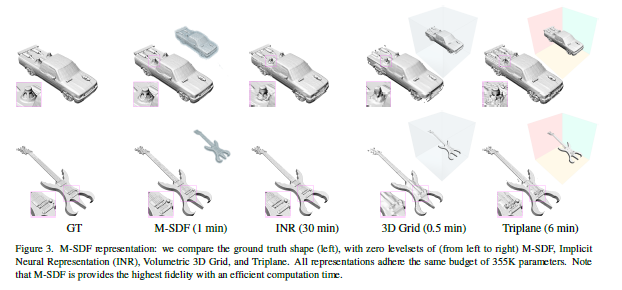 GT
M-SDF (1 min)
INR (30 min)
3D Grid (0.5 min)
Triplane (6 min)
Figure 3. M-SDF representation: we compare the ground truth shape (left), with zero levelsets of (from left to right) M-SDF, Implicit
Neural Representation (INR), Volumetric 3D Grid, and Triplane. All representations adhere the same budget of 355K parameters. Note
that M-SDF is provides the highest fidelity with an efficient computation time.